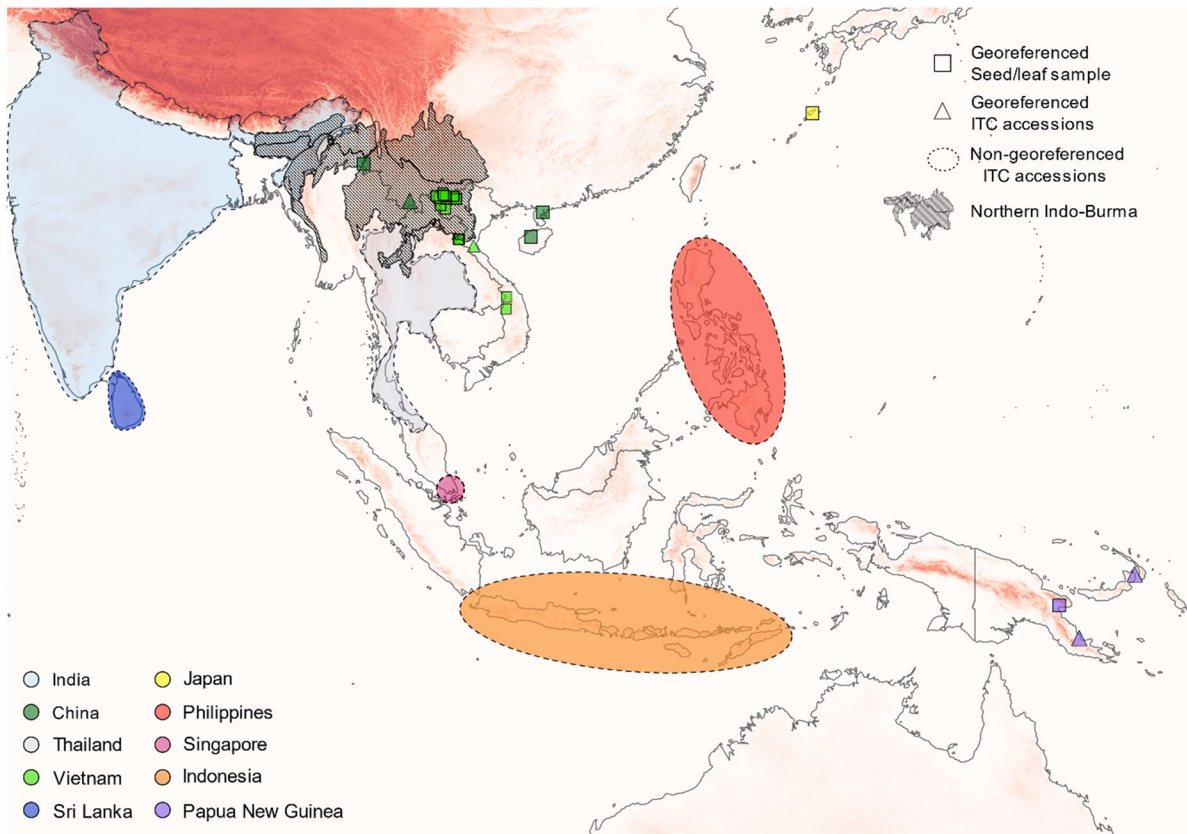 Georeferenced
Seed/leaf sample
Georeferenced
ITC accessions
Non-georeferenced
ITC accessions
Northern Indo-Burma
India
China
Thailand
Vietnam
Sri Lanka
Japan
Philippines
Singapore
Indonesia
Papua New Guinea